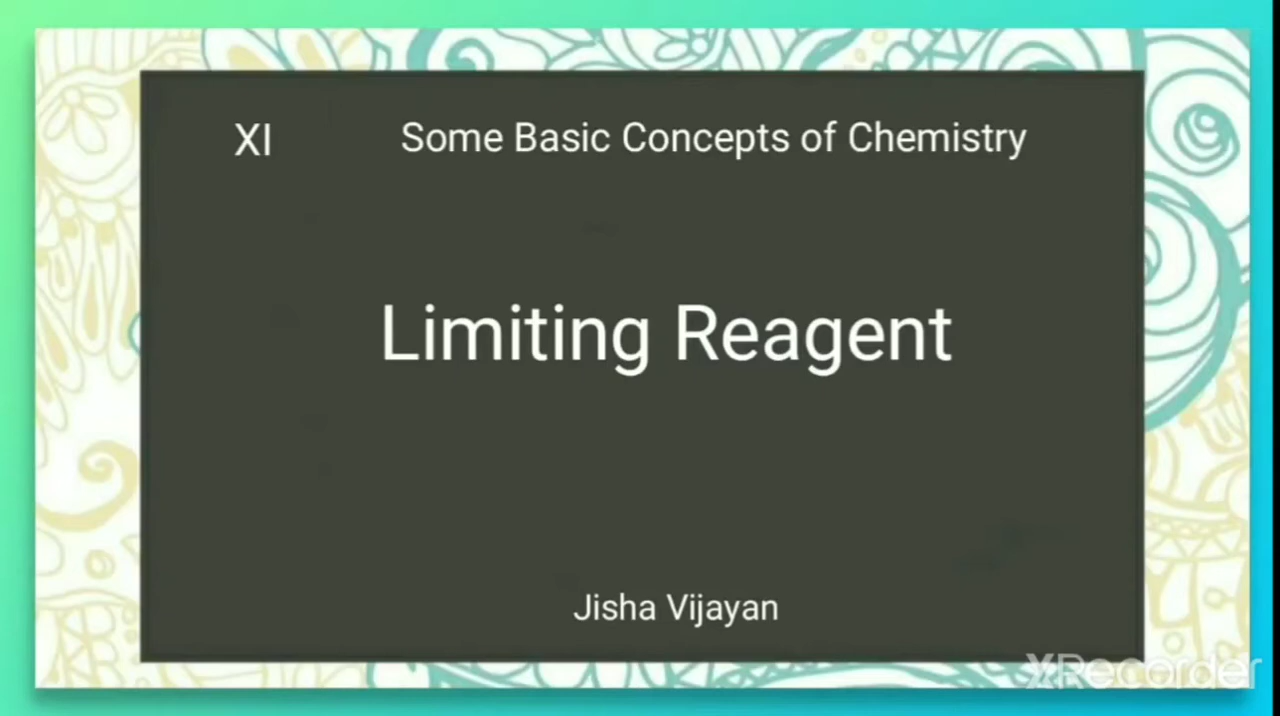 XI Some Basic Concepts of Chemistry
Limiting Reagent
Jisha Vijayan
XRecorder